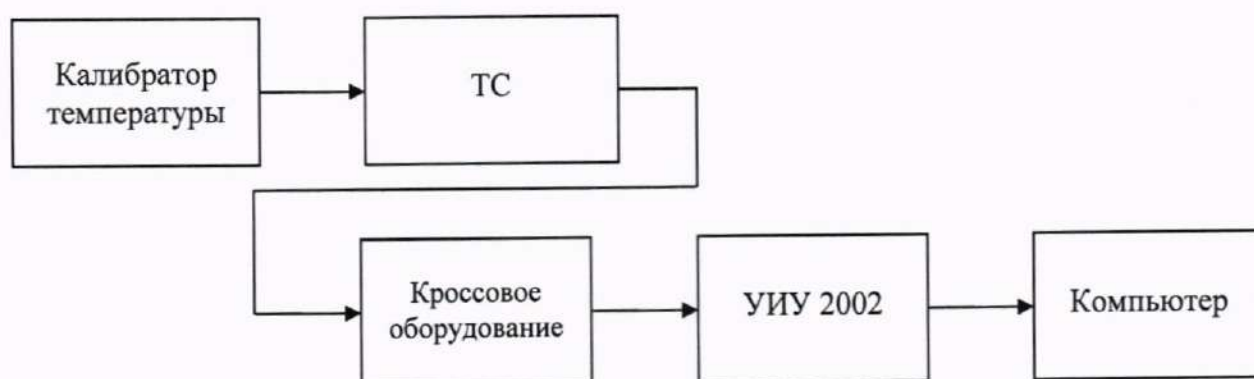 Калибратор
температуры
ТС
Кроссовое
оборудование
УИУ 2002
Компьютер